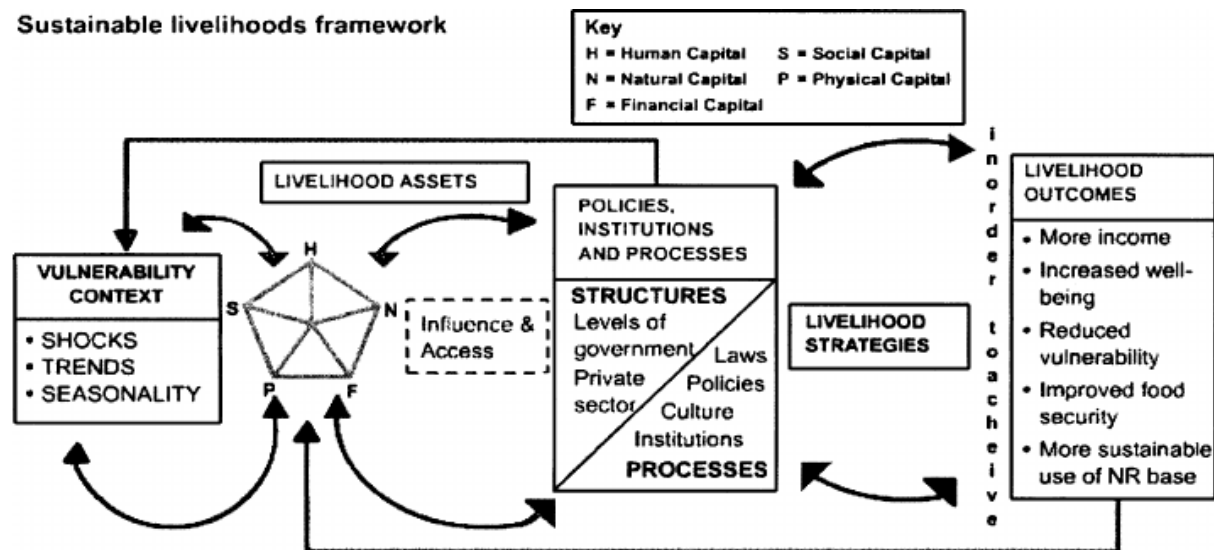 Sustainable livelihoods framework
Key
H = Human Capital S = Social Capital
N = Natural Capital P = Physical Capital
F = Financial Capital
LIVELIHOOD ASSETS
VULNERABILITY
CONTEXT
• SHOCKS
• TRENDS
• SEASONALITY
H
S
N
P
F
Influence &
Access
POLICIES,
INSTITUTIONS
AND PROCESSES
STRUCTURES
Levels of
government
Private
sector
Laws
Policies
Culture
Institutions
PROCESSES
LIVELIHOOD
STRATEGIES
inorder toacheive
LIVELIHOOD
OUTCOMES
• More income
• Increased well-
being
• Reduced
vulnerability
• Improved food
security
• More sustainable
use of NR base